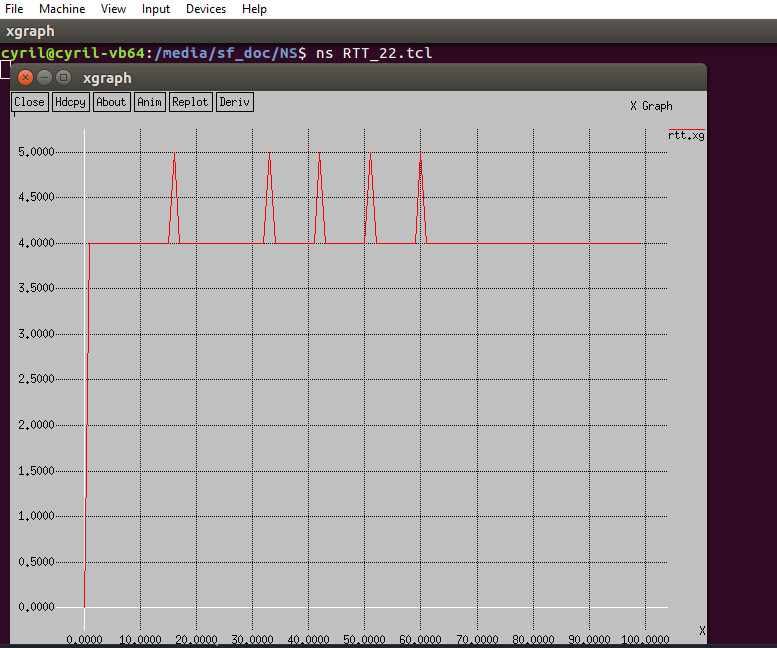 File Machine View Input Devices Help
xgraph
cyril@cyril-vb64:/media/sf_doc/NS$ ns RTT_22.tcl
xgraph
Close Hdcpy About Anim Replot Deriv
X Graph
rtt.xg
5.0000
4.5000
4.0000
3.5000
3.0000
2.5000
2.0000
1.5000
1.0000
0.5000
0.0000
X
0.0000 10.0000 20.0000 30.0000 40.0000 50.0000 60.0000 70.0000 80.0000 90.0000 100.0000